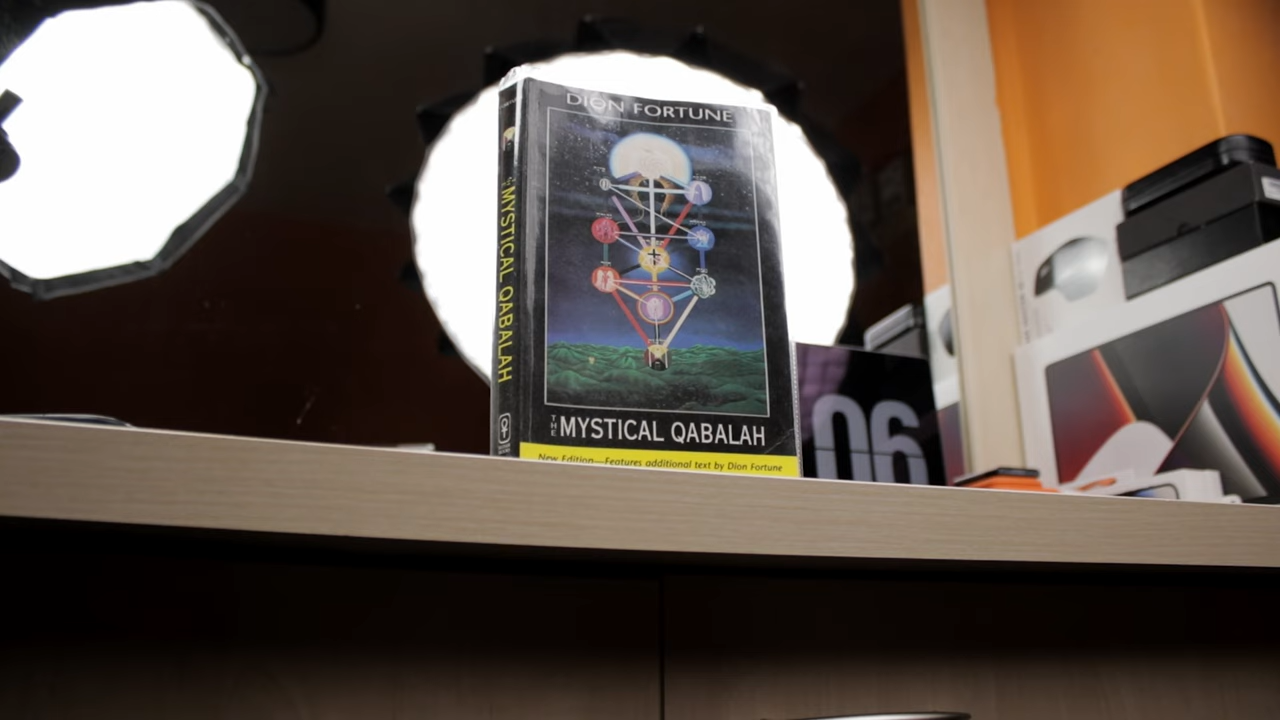 DION FORTUNE
MYSTICAL QABALAH
THE MYSTICAL QABALAH
New Edition—Features additional text by Dion Fortune
06